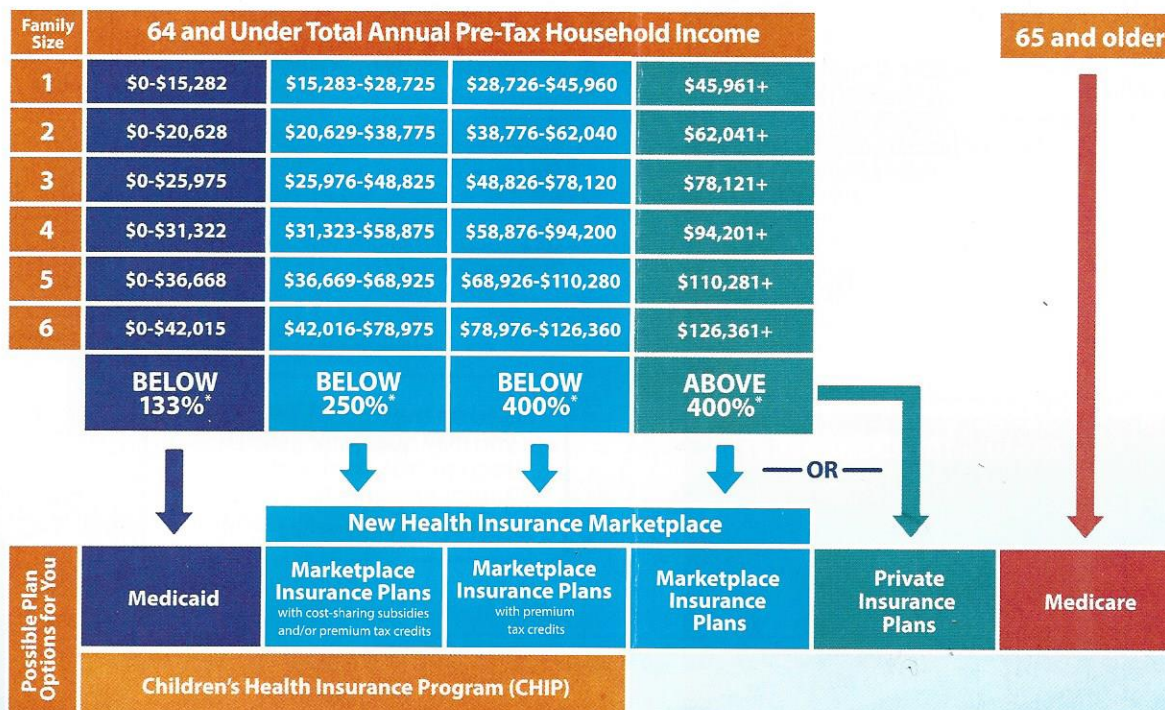 Family
Size
64 and Under Total Annual Pre-Tax Household Income
65 and older
1
$0-$15,282
$15,283-$28,725
$28,726-$45,960
$45,961+
2
$0-$20,628
$20,629-$38,775
$38,776-$62,040
$62,041+
3
$0-$25,975
$25,976-$48,825
$48,826-$78,120
$78,121+
4
$0-$31,322
$31,323-$58,875
$58,876-$94,200
$94,201+
5
$0-$36,668
$36,669-$68,925
$68,926-$110,280
$110,281+
6
$0-$42,015
$42,016-$78,975
$78,976-$126,360
$126,361+
BELOW
133%*
BELOW
250%*
BELOW
400%*
ABOVE
400%*
OR
New Health Insurance Marketplace
Possible Plan
Options for You
Medicaid
Marketplace
Insurance Plans
with cost-sharing subsidies
and/or premium tax credits
Marketplace
Insurance Plans
with premium
tax credits
Marketplace
Insurance
Plans
Private
Insurance
Plans
Medicare
Children's Health Insurance Program (CHIP)